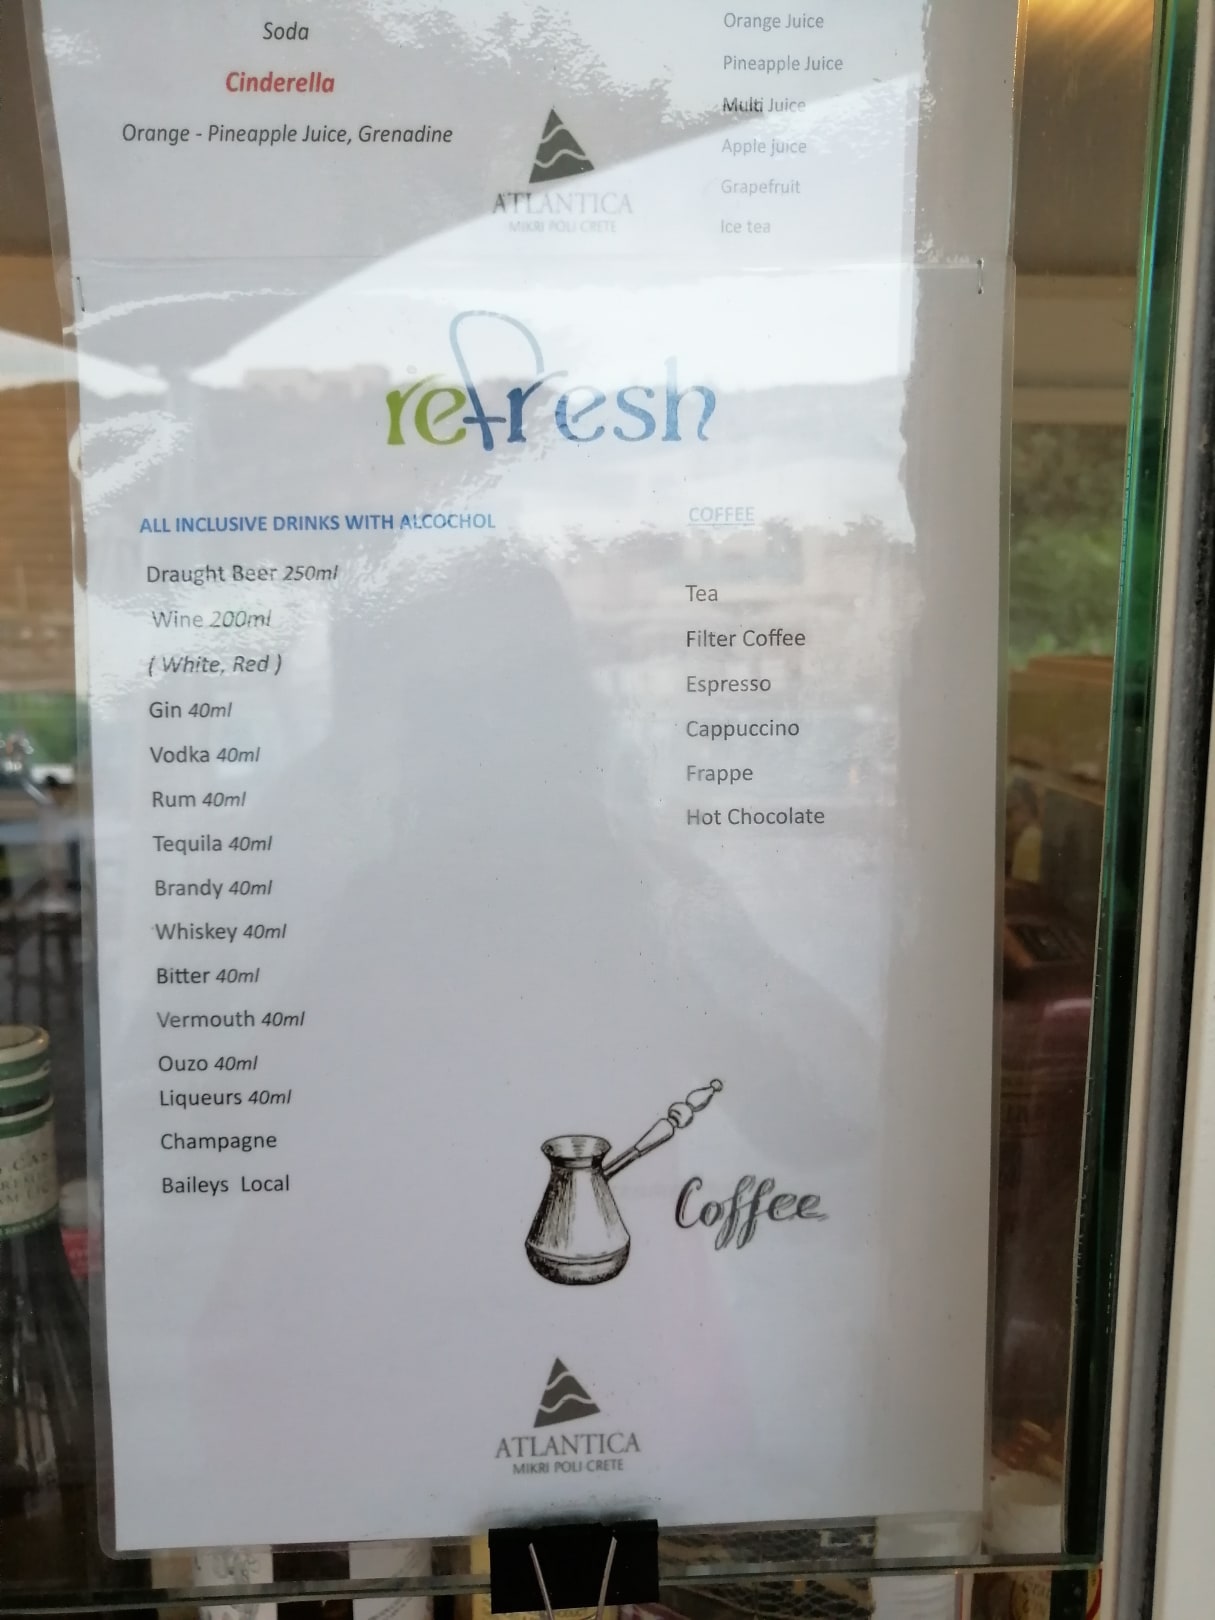 Soda
Cinderella
Orange - Pineapple Juice, Grenadine
Orange Juice
Pineapple Juice
Multi Juice
Apple juice
Grapefruit
Ice tea
ATLANTICA
MIKRI POLI CRETE
refresh
ALL INCLUSIVE DRINKS WITH ALCOCHOL
Draught Beer 250ml
Wine 200ml
( White, Red )
Gin 40ml
Vodka 40ml
Rum 40ml
Tequila 40ml
Brandy 40ml
Whiskey 40ml
Bitter 40ml
Vermouth 40ml
Ouzo 40ml
Liqueurs 40ml
Champagne
Baileys Local
COFFEE
Tea
Filter Coffee
Espresso
Cappuccino
Frappe
Hot Chocolate
Coffee
ATLANTICA
MIKRI POLI CRETE